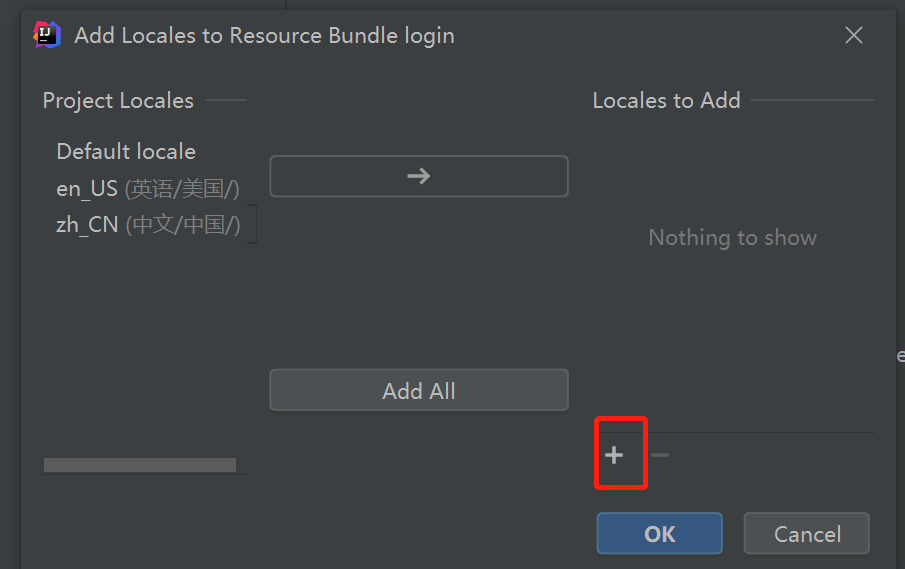 Add Locales to Resource Bundle login
Project Locales
Locales to Add
Default locale
en_US (英语/美国/)
zh_CN (中文/中国/)
Nothing to show
Add All
OK
Cancel